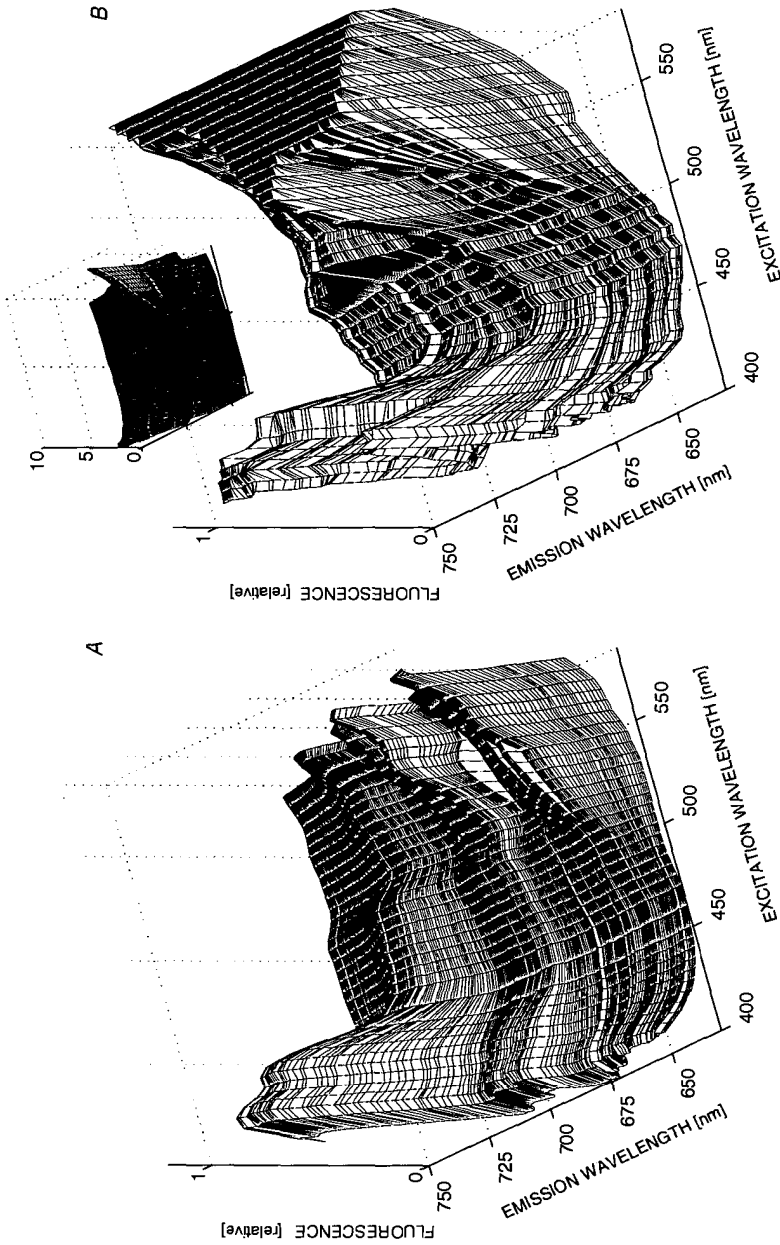 A
FLUORESCENCE
[relative]
1
0
750
725
700
675
650
EMISSION WAVELENGTH [nm]
400
450
500
550
EXCITATION WAVELENGTH [nm]
B
10
5
0
FLUORESCENCE
[relative]
1
0
750
725
700
675
650
EMISSION WAVELENGTH [nm]
400
450
500
550
EXCITATION WAVELENGTH [nm]